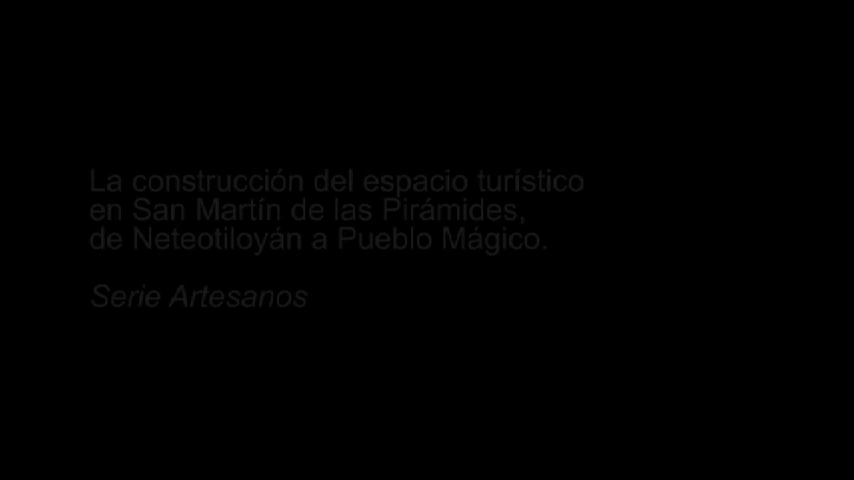 La construcción del espacio turístico
en San Martín de las Pirámides,
de Neteotiloyán a Pueblo Mágico.
Serie Artesanos